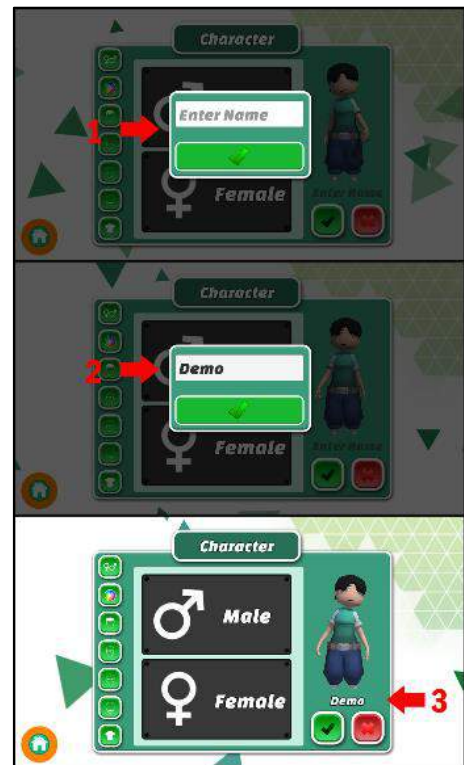 Character
Enter Name
1
Female
Enter Name
Character
2
Demo
Female
Enter Name
Character
Male
Female
Demo
3